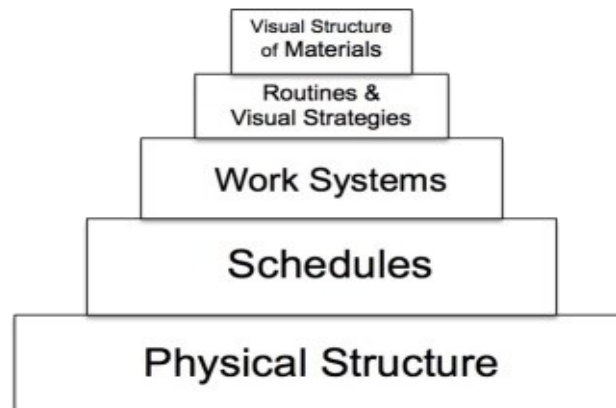 Visual Structure
of Materials
Routines &
Visual Strategies
Work Systems
Schedules
Physical Structure